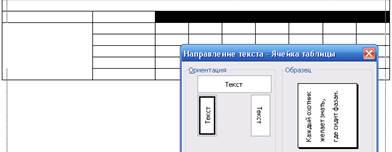 Направление текста - Ячейка таблицы
Ориентация
Образец
Текст
Текст
Текст
Каждый охотник
желает знать,
где сидит фазан.